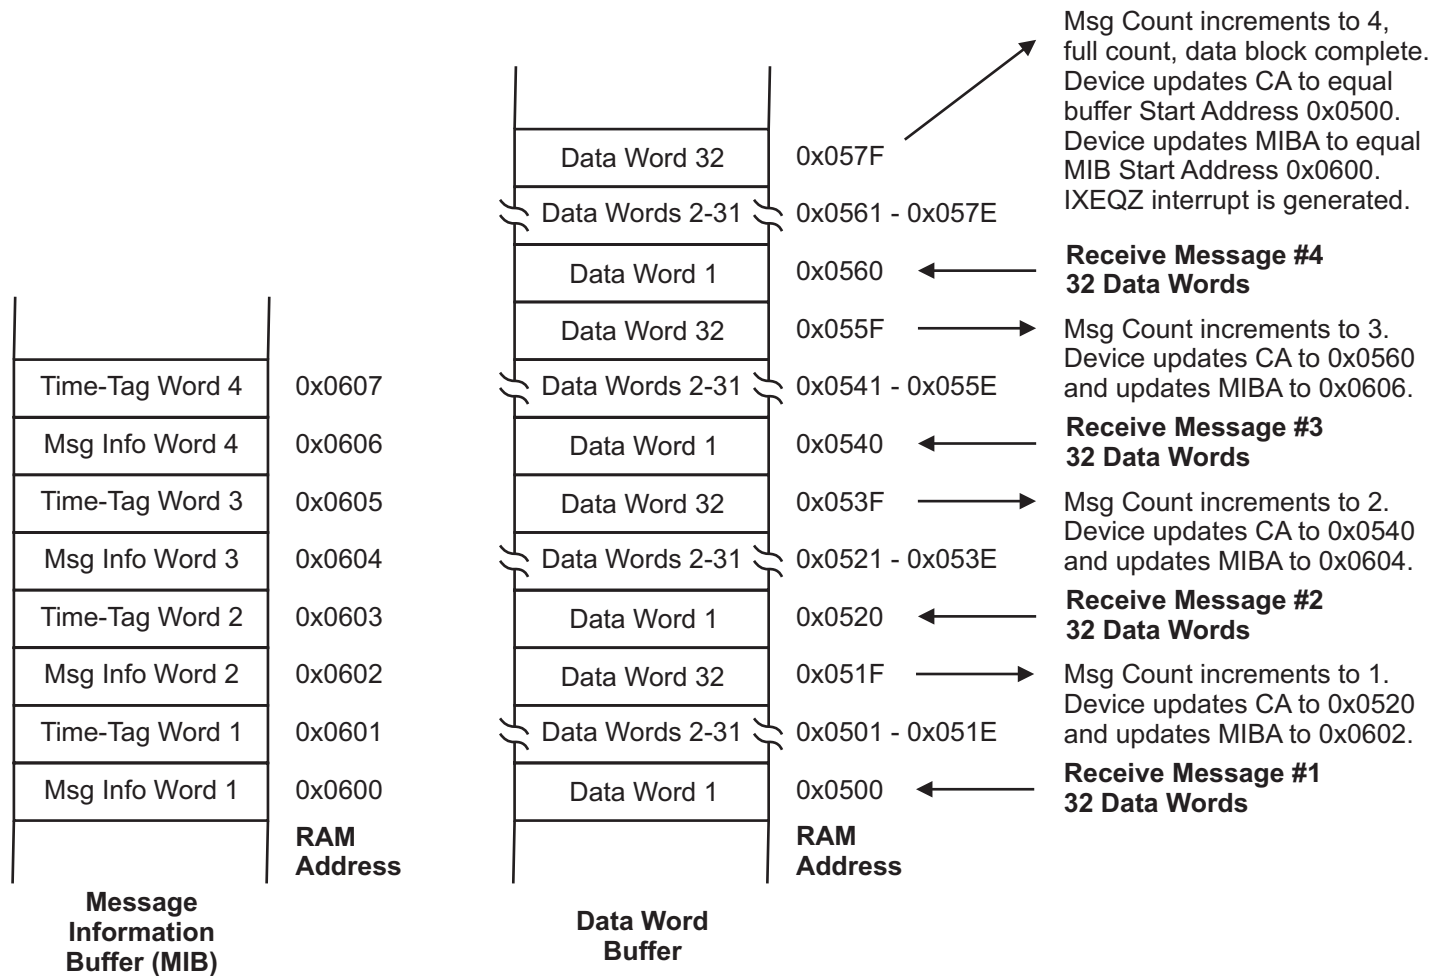 Msg Count increments to 4,
full count, data block complete.
Device updates CA to equal
buffer Start Address 0x0500.
Device updates MIBA to equal
MIB Start Address 0x0600.
IXEQZ interrupt is generated.
Data Word 32 0x057F
Data Words 2-31 0x0561 - 0x057E
Data Word 1 0x0560
Receive Message #4
32 Data Words
Data Word 32 0x055F
Msg Count increments to 3.
Device updates CA to 0x0560
and updates MIBA to 0x0606.
Time-Tag Word 4 0x0607
Data Words 2-31 0x0541 - 0x055E
Msg Info Word 4 0x0606
Data Word 1 0x0540
Receive Message #3
32 Data Words
Time-Tag Word 3 0x0605
Data Word 32 0x053F
Msg Count increments to 2.
Device updates CA to 0x0540
and updates MIBA to 0x0604.
Msg Info Word 3 0x0604
Data Words 2-31 0x0521 - 0x053E
Time-Tag Word 2 0x0603
Data Word 1 0x0520
Receive Message #2
32 Data Words
Msg Info Word 2 0x0602
Data Word 32 0x051F
Msg Count increments to 1.
Device updates CA to 0x0520
and updates MIBA to 0x0602.
Time-Tag Word 1 0x0601
Data Words 2-31 0x0501 - 0x051E
Msg Info Word 1 0x0600
Data Word 1 0x0500
Receive Message #1
32 Data Words
RAM
Address
RAM
Address
Message
Information
Buffer (MIB)
Data Word
Buffer